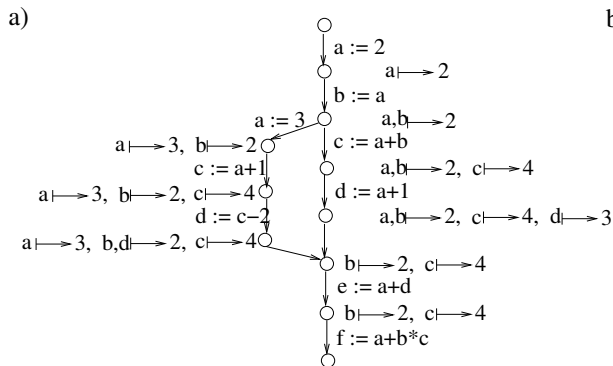 a)
b
a := 2
a ⟼ 2
b := a
a := 3
a,b ⟼ 2
a ⟼ 3, b ⟼ 2
c := a+b
c := a+1
a,b ⟼ 2, c ⟼ 4
a ⟼ 3, b ⟼ 2, c ⟼ 4
d := a+1
d := c−2
a,b ⟼ 2, c ⟼ 4, d ⟼ 3
a ⟼ 3, b,d ⟼ 2, c ⟼ 4
b ⟼ 2, c ⟼ 4
e := a+d
b ⟼ 2, c ⟼ 4
f := a+b*c